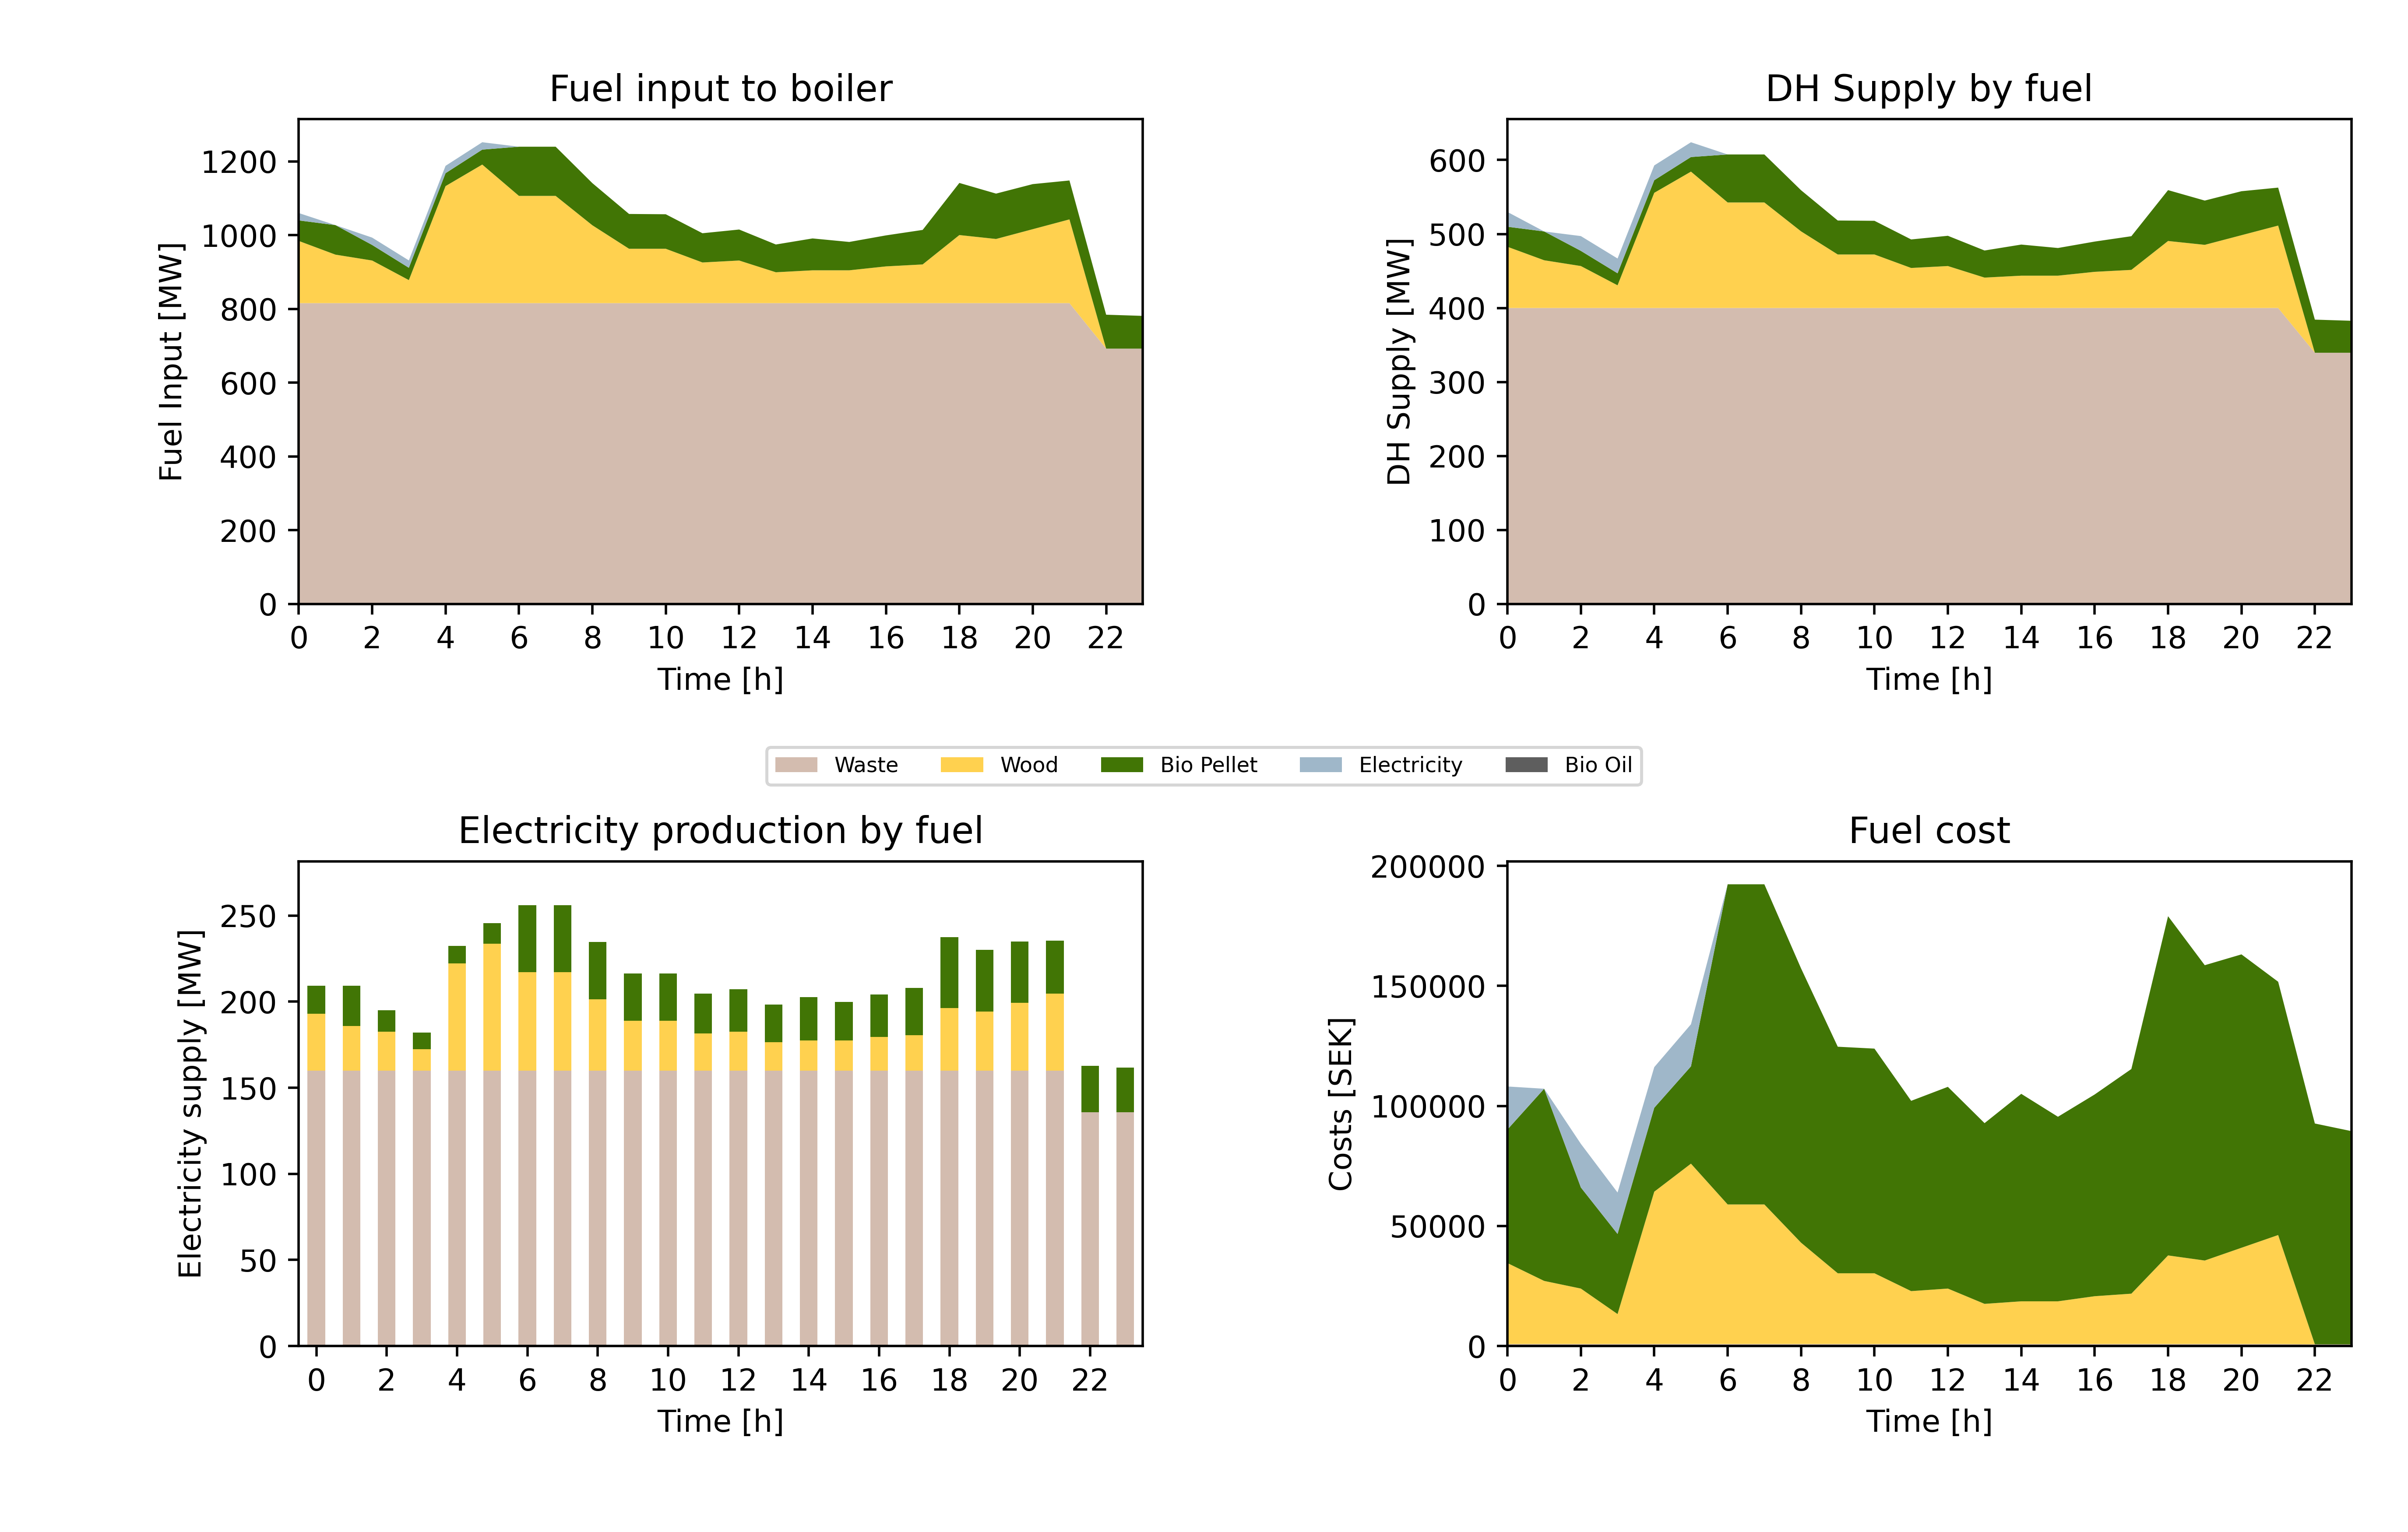 Fuel input to boiler
Fuel Input [MW]
1200
1000
800
600
400
200
0
0 2 4 6 8 10 12 14 16 18 20 22
Time [h]
DH Supply by fuel
DH Supply [MW]
600
500
400
300
200
100
0
0 2 4 6 8 10 12 14 16 18 20 22
Time [h]
Waste Wood Bio Pellet Electricity Bio Oil
Electricity production by fuel
Electricity supply [MW]
250
200
150
100
50
0
0 2 4 6 8 10 12 14 16 18 20 22
Time [h]
Fuel cost
Costs [SEK]
200000
150000
100000
50000
0
0 2 4 6 8 10 12 14 16 18 20 22
Time [h]